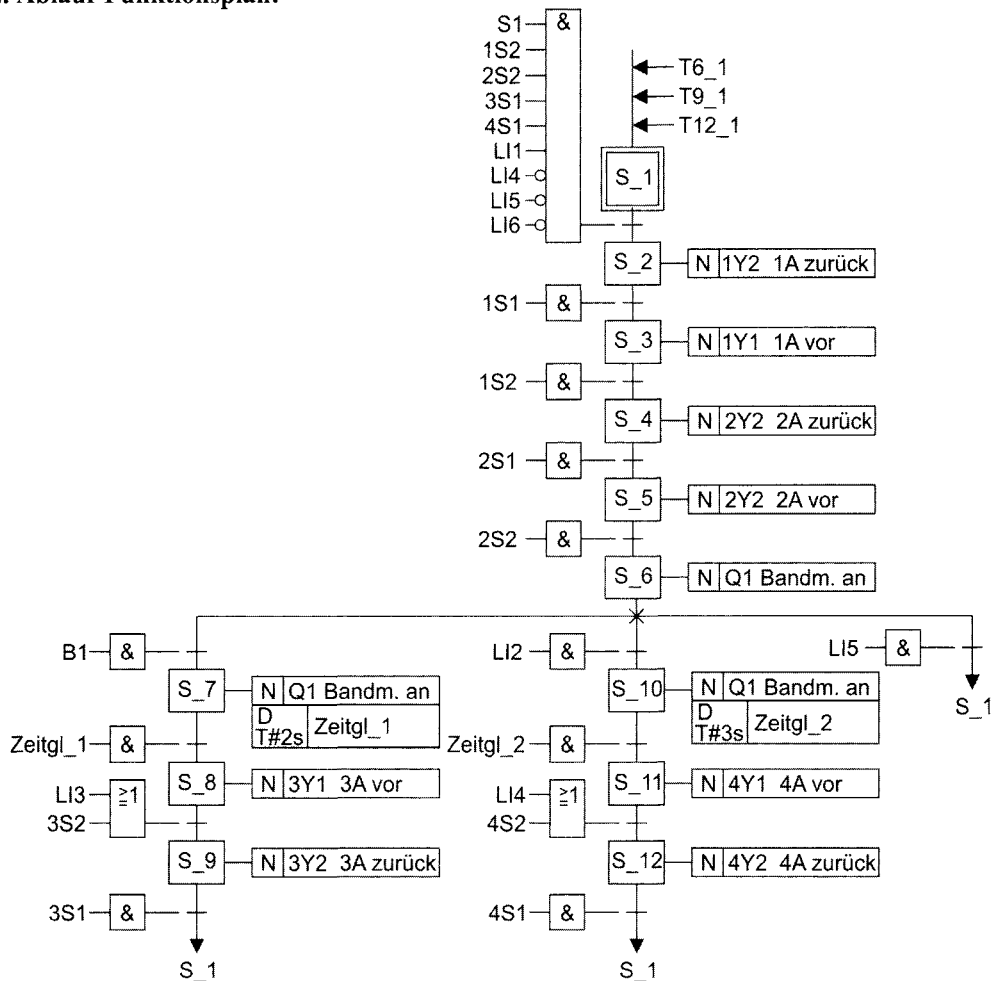 Ablauf-Funktionsplan:
S1
&
1S2
2S2
3S1
4S1
LI1
LI4
LI5
LI6
T6_1
T9_1
T12_1
S_1
S_2
N 1Y2 1A zurück
1S1
&
S_3
N 1Y1 1A vor
1S2
&
S_4
N 2Y2 2A zurück
2S1
&
S_5
N 2Y2 2A vor
2S2
&
S_6
N Q1 Bandm. an
B1
&
LI2
&
LI5
&
S_7
N Q1 Bandm. an
D T#2s Zeitgl_1
S_10
N Q1 Bandm. an
D T#3s Zeitgl_2
S_1
Zeitgl_1
&
Zeitgl_2
&
S_8
N 3Y1 3A vor
S_11
N 4Y1 4A vor
LI3
≥1
3S2
LI4
≥1
4S2
S_9
N 3Y2 3A zurück
S_12
N 4Y2 4A zurück
3S1
&
4S1
&
S_1
S_1